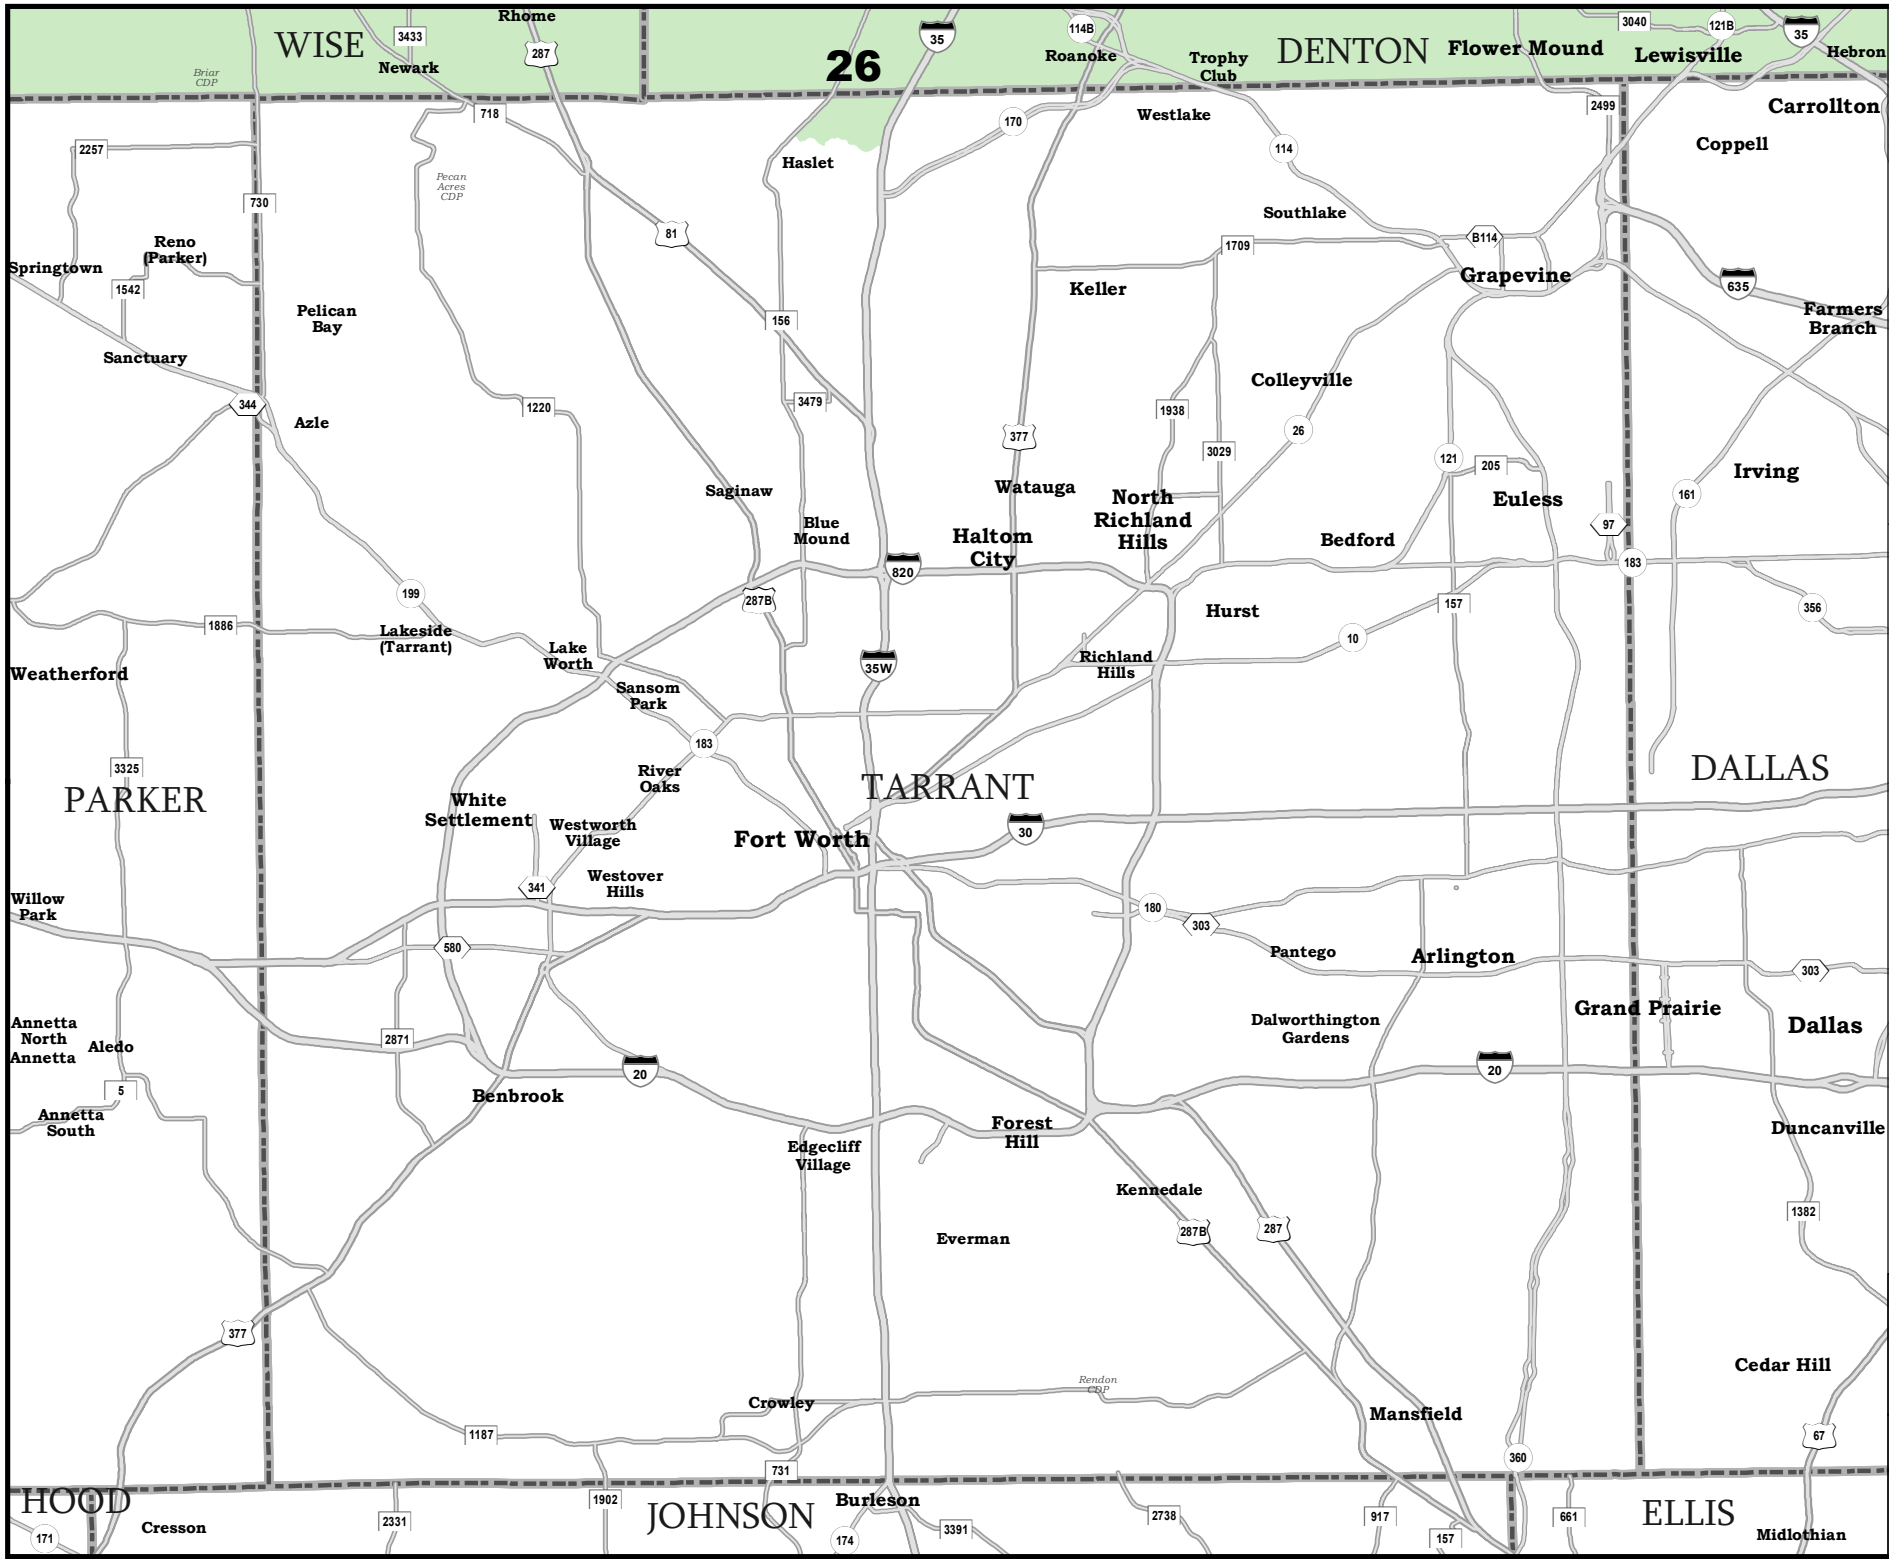 Rhome
3433
WISE
287
Newark
Briar
CDP
26
35
114B
Roanoke
Trophy
Club
DENTON
Flower Mound
3040
121B
35
Lewisville
Hebron
718
170
Westlake
2499
Carrollton
2257
114
Coppell
Haslet
Pecan
Acres
CDP
730
81
Southlake
1709
B114
Reno
(Parker)
Springtown
1542
Keller
Grapevine
635
Pelican
Bay
156
Farmers
Branch
Sanctuary
Colleyville
344
Azle
1220
3479
1938
26
377
3029
121
205
Irving
Saginaw
Watauga
North
Richland
Hills
Euless
161
Blue
Mound
Haltom
City
Bedford
97
820
183
199
287B
Hurst
157
356
1886
Lakeside
(Tarrant)
10
Lake
Worth
35W
Richland
Hills
Weatherford
Sansom
Park
183
3325
River
Oaks
TARRANT
DALLAS
PARKER
White
Settlement
Westworth
Village
Fort Worth
30
341
Westover
Hills
Willow
Park
180
303
580
Pantego
Arlington
303
Annetta
North
Annetta
Aledo
2871
Dalworthington
Gardens
Grand Prairie
Dallas
5
20
20
Benbrook
Annetta
South
Forest
Hill
Duncanville
Edgecliff
Village
Kennedale
1382
287B
287
Everman
377
Cedar Hill
Rendon
CDP
Crowley
Mansfield
1187
67
731
360
HOOD
1902
Burleson
JOHNSON
2738
ELLIS
171
Cresson
2331
174
3391
917
157
661
Midlothian